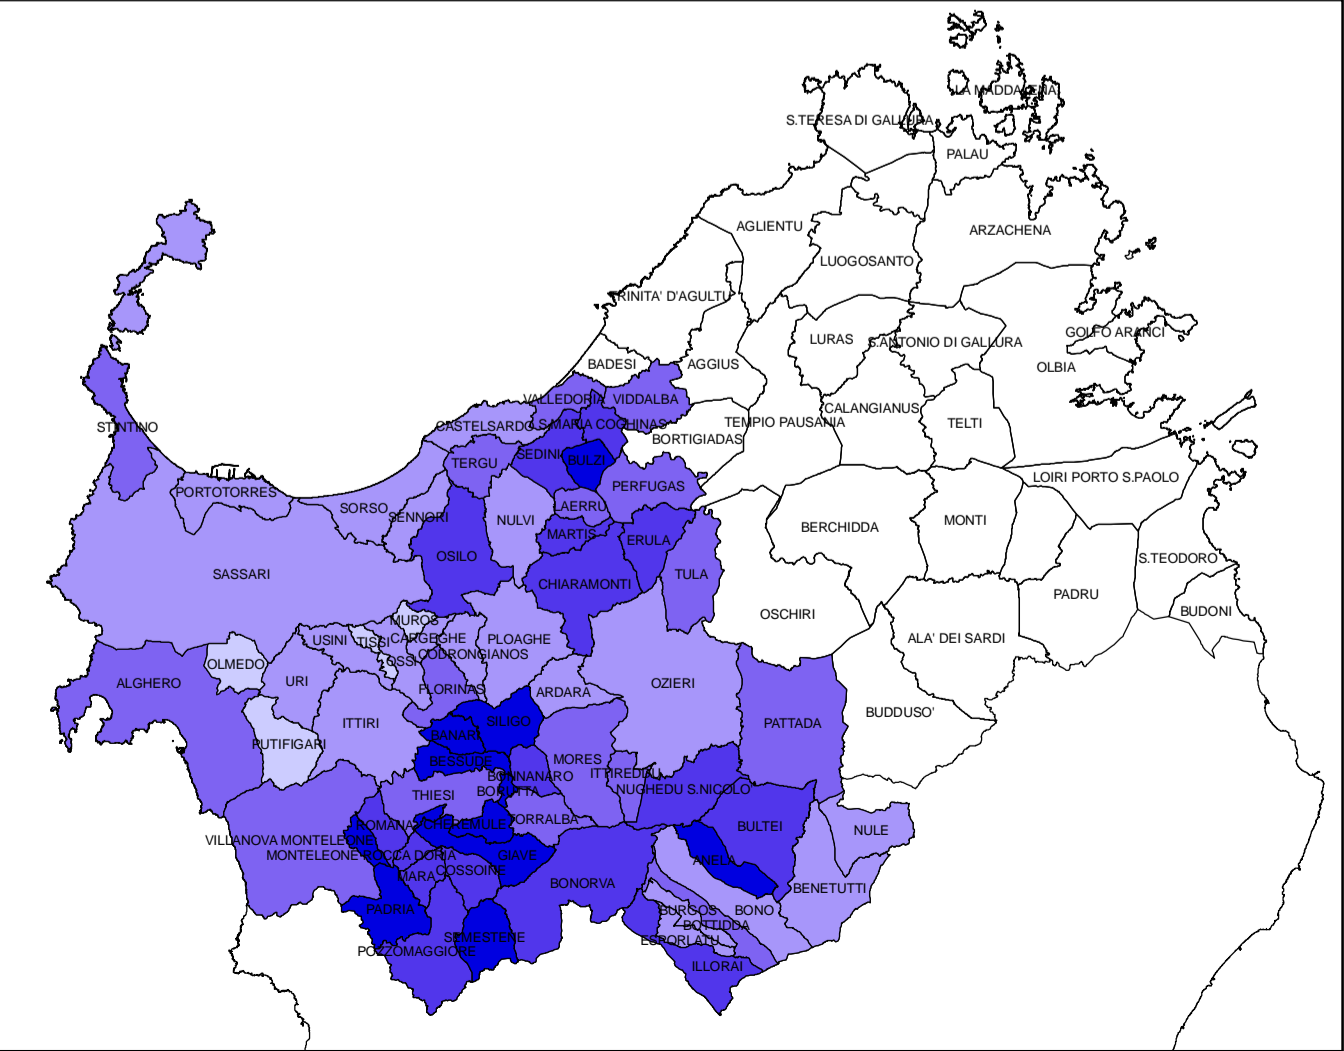 LA MADDALENA
S.TERESA DI GALLURA
PALAU
AGLIENTU
ARZACHENA
LUOGOSANTO
TRINITA' D'AGULTU
GOLFO ARANCI
LURAS
S.ANTONIO DI GALLURA
BADESI
AGGIUS
OLBIA
VALLEDORIA
VIDDALBA
CALANGIANUS
STINTINO
CASTELSARDO
S.MARIA COGHINAS
TEMPIO PAUSANIA
TELTI
BORTIGIADAS
SEDINI
BULZI
TERGU
LOIRI PORTO S.PAOLO
PERFUGAS
PORTOTORRES
SORSO
SENNORI
NULVI
LAERRU
BERCHIDDA
MONTI
MARTIS
ERULA
OSILO
S.TEODORO
SASSARI
CHIARAMONTI
TULA
PADRU
BUDONI
OSCHIRI
MUROS
USINI
TISSI
CARGEGHE
PLOAGHE
ALA' DEI SARDI
CODRONGIANOS
OSSI
OLMEDO
ALGHERO
URI
FLORINAS
ARDARA
OZIERI
BUDDUSO'
ITTIRI
SILIGO
PATTADA
BANARI
PUTIFIGARI
BESSUDE
MORES
BONNANARO
ITTIREDDU
BORUTTA
NUGHEDU S.NICOLO'
THIESI
TORRALBA
ROMANA
CHEREMULE
BULTEI
NULE
VILLANOVA MONTELEONE
MONTELEONE ROCCA DORIA
GIAVE
ANELA
COSSOINE
MARA
BONORVA
BENETUTTI
PADRIA
BURGOS
BONO
BOTTIDDA
SEMESTENE
ESPORLATU
POZZOMAGGIORE
ILLORAI